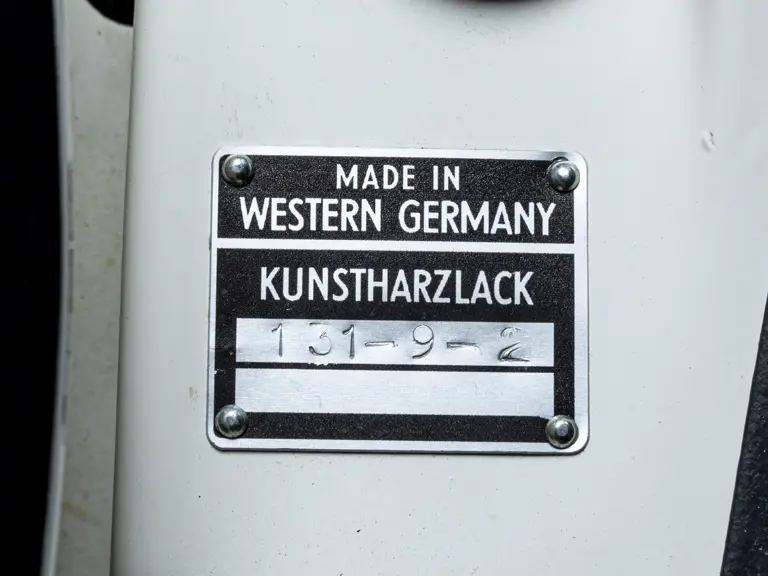 MADE IN
WESTERN GERMANY
KUNSTHARZLACK
131-9-2